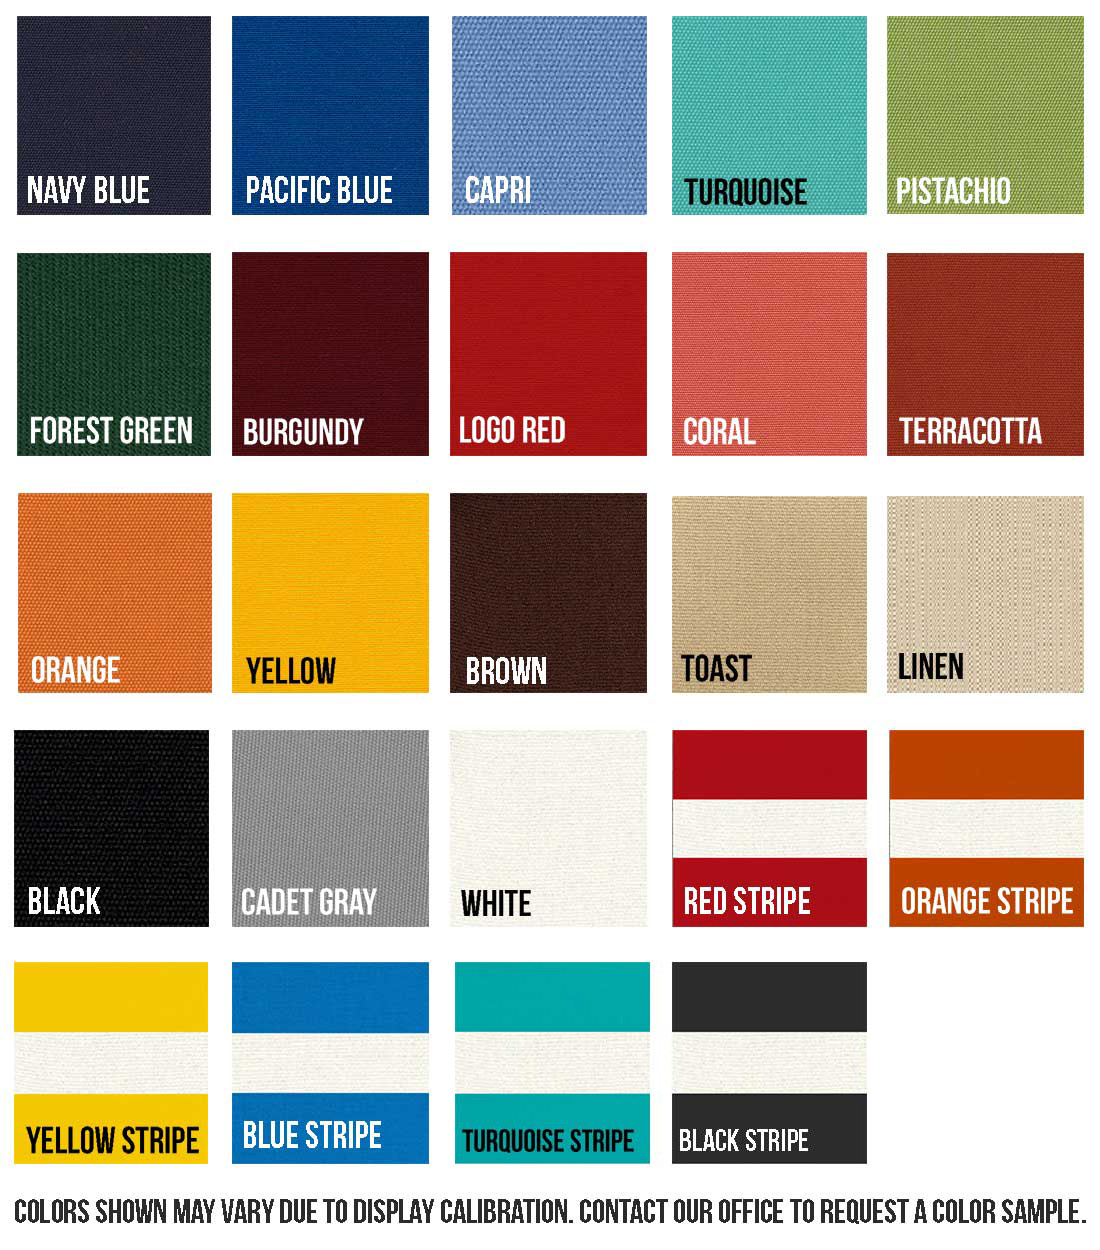 NAVY BLUE
PACIFIC BLUE
CAPRI
TURQUOISE
PISTACHIO
FOREST GREEN
BURGUNDY
LOGO RED
CORAL
TERRACOTTA
ORANGE
YELLOW
BROWN
TOAST
LINEN
BLACK
CADET GRAY
WHITE
RED STRIPE
ORANGE STRIPE
YELLOW STRIPE
BLUE STRIPE
TURQUOISE STRIPE
BLACK STRIPE
COLORS SHOWN MAY VARY DUE TO DISPLAY CALIBRATION. CONTACT OUR OFFICE TO REQUEST A COLOR SAMPLE.